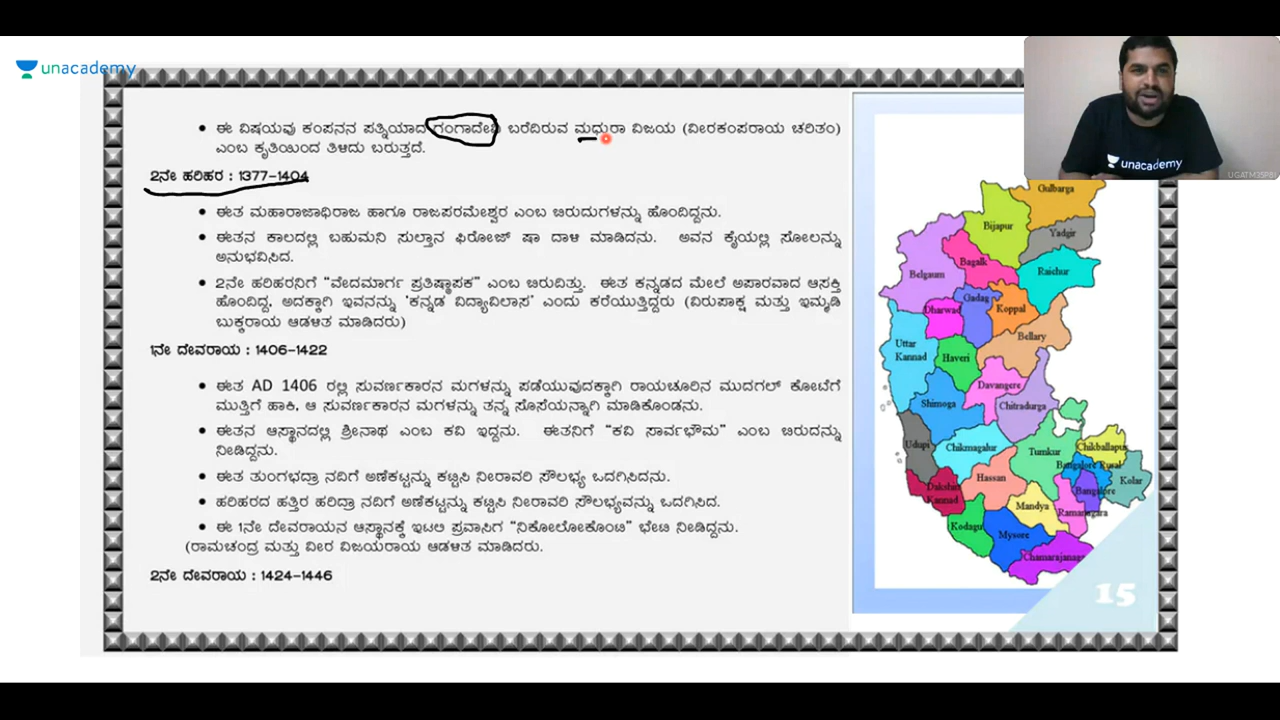 unacademy
• ಈ ವಿಷಯವು ಕಂಪನನ ಪತ್ನಿಯಾದ ಗಂಗಾದೇವಿ ಬರೆದಿರುವ ಮಧುರಾ ವಿಜಯ (ವೀರಕಂಪರಾಯ ಚರಿತಂ)
ಎಂಬ ಕೃತಿಯಿಂದ ತಿಳಿದು ಬರುತ್ತದೆ.
2ನೇ ಹರಿಹರ : 1377-1404
• ಈತ ಮಹಾರಾಜಾಧಿರಾಜ ಹಾಗೂ ರಾಜಪರಮೇಶ್ವರ ಎಂಬ ಬಿರುದುಗಳನ್ನು ಹೊಂದಿದ್ದನು.
• ಈತನ ಕಾಲದಲ್ಲಿ ಬಹುಮನಿ ಸುಲ್ತಾನ ಫಿರೋಜ್ ಷಾ ದಾಳಿ ಮಾಡಿದನು. ಅವನ ಕೈಯಲ್ಲಿ ಸೋಲನ್ನು
ಅನುಭವಿಸಿದ.
• 2ನೇ ಹರಿಹರನಿಗೆ "ವೇದಮಾರ್ಗ ಪ್ರತಿಷ್ಠಾಪಕ" ಎಂಬ ಬಿರುದಿತ್ತು. ಈತ ಕನ್ನಡದ ಮೇಲೆ ಅಪಾರವಾದ ಆಸಕ್ತಿ
ಹೊಂದಿದ್ದ, ಅದಕ್ಕಾಗಿ ಇವನನ್ನು 'ಕನ್ನಡ ವಿದ್ಯಾವಿಲಾಸ' ಎಂದು ಕರೆಯುತ್ತಿದ್ದರು (ವಿರುಪಾಕ್ಷ ಮತ್ತು ಇಮ್ಮಡಿ
ಬುಕ್ಕರಾಯ ಆಡಳಿತ ಮಾಡಿದರು)
1ನೇ ದೇವರಾಯ : 1406-1422
• ಈತ AD 1406 ರಲ್ಲಿ ಸುವರ್ಣಕಾರನ ಮಗಳನ್ನು ಪಡೆಯುವುದಕ್ಕಾಗಿ ರಾಯಚೂರಿನ ಮುದಗಲ್ ಕೋಟೆಗೆ
ಮುತ್ತಿಗೆ ಹಾಕಿ, ಆ ಸುವರ್ಣಕಾರನ ಮಗಳನ್ನು ತನ್ನ ಸೊಸೆಯನ್ನಾಗಿ ಮಾಡಿಕೊಂಡನು.
• ಈತನ ಆಸ್ಥಾನದಲ್ಲಿ ಶ್ರೀನಾಥ ಎಂಬ ಕವಿ ಇದ್ದನು. ಈತನಿಗೆ "ಕವಿ ಸಾರ್ವಭೌಮ" ಎಂಬ ಬಿರುದನ್ನು
ನೀಡಿದ್ದನು.
• ಈತ ತುಂಗಭದ್ರಾ ನದಿಗೆ ಅಣೆಕಟ್ಟನ್ನು ಕಟ್ಟಿಸಿ ನೀರಾವರಿ ಸೌಲಭ್ಯ ಒದಗಿಸಿದನು.
• ಹರಿಹರದ ಹತ್ತಿರ ಹರಿದ್ರಾ ನದಿಗೆ ಅಣೆಕಟ್ಟನ್ನು ಕಟ್ಟಿಸಿ ನೀರಾವರಿ ಸೌಲಭ್ಯವನ್ನು ಒದಗಿಸಿದ.
• ಈ 1ನೇ ದೇವರಾಯನ ಆಸ್ಥಾನಕ್ಕೆ ಇಟಲಿ ಪ್ರವಾಸಿಗ "ನಿಕೋಲೋಕೊಂಟಿ" ಭೇಟಿ ನೀಡಿದ್ದನು.
(ರಾಮಚಂದ್ರ ಮತ್ತು ವೀರ ವಿಜಯರಾಯ ಆಡಳಿತ ಮಾಡಿದರು.
2ನೇ ದೇವರಾಯ : 1424-1446
unacademy
Gulbarga
Bijapur
Yadgir
Bagalk
Belgaum
Raichur
Gadag
Dharwad
Koppal
Uttar
Kannad
Haveri
Bellary
Davangere
Shimoga
Chitradurga
Udupi
Chikmagalur
Tumkur
Chikballapur
Bangalore Rural
Hassan
Dakshin
Kannad
Bangalore
Kolar
Mandya
Ramanagara
Kodagu
Mysore
Chamarajanaga
15